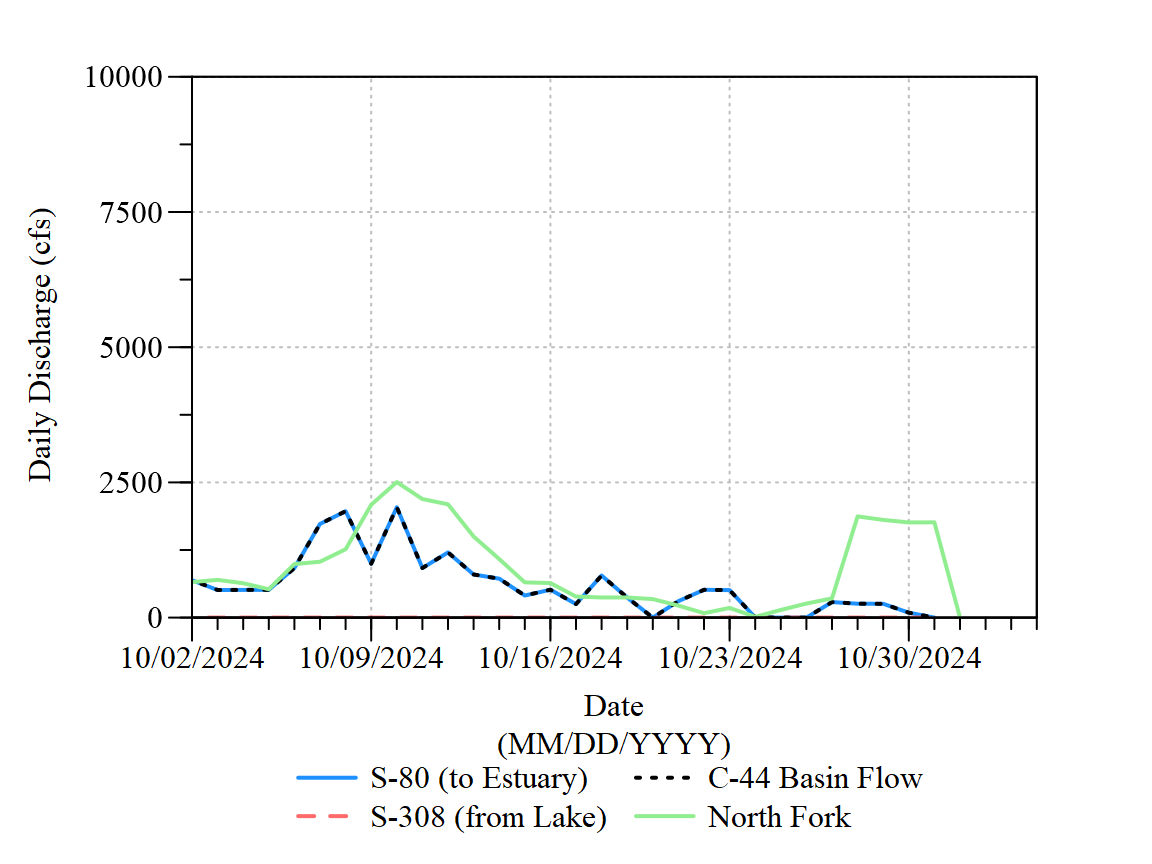 10000
7500
5000
2500
0
Daily Discharge (cfs)
10/02/2024 10/09/2024 10/16/2024 10/23/2024 10/30/2024
Date
(MM/DD/YYYY)
S-80 (to Estuary) C-44 Basin Flow
S-308 (from Lake) North Fork